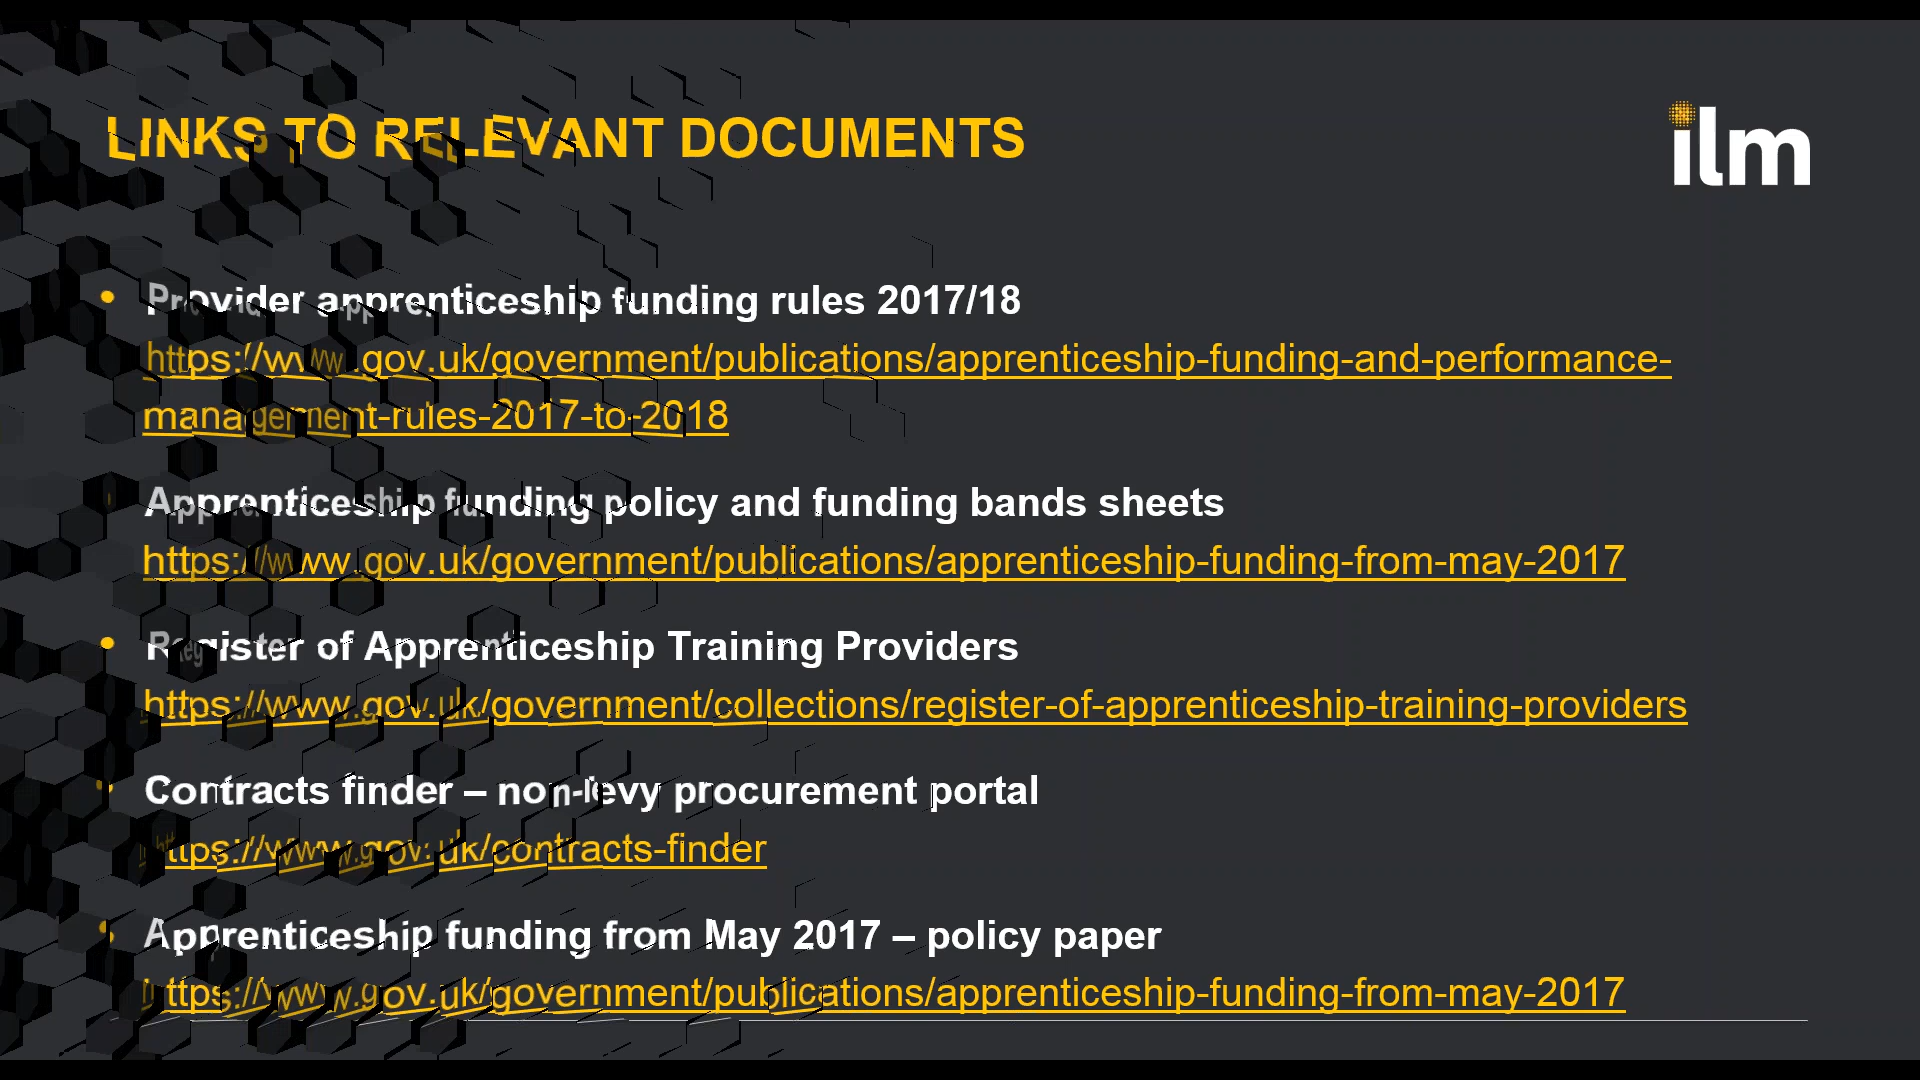 LINKS TO RELEVANT DOCUMENTS
ilm
• Provider apprenticeship funding rules 2017/18
https://www.gov.uk/government/publications/apprenticeship-funding-and-performance-
management-rules-2017-to-2018
• Apprenticeship funding policy and funding bands sheets
https://www.gov.uk/government/publications/apprenticeship-funding-from-may-2017
• Register of Apprenticeship Training Providers
https://www.gov.uk/government/collections/register-of-apprenticeship-training-providers
• Contracts finder – non-levy procurement portal
https://www.gov.uk/contracts-finder
• Apprenticeship funding from May 2017 – policy paper
https://www.gov.uk/government/publications/apprenticeship-funding-from-may-2017